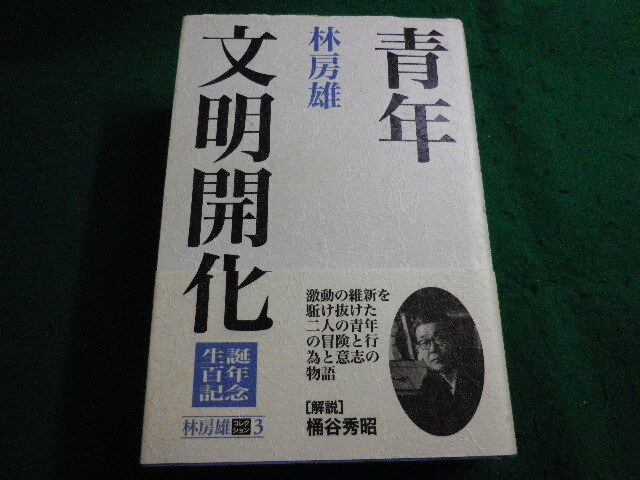 青年
林房雄
文明開化
激動の維新を
駈け抜けた
二人の青年
の冒険と行
為と意志の
物語
[解説]
桶谷秀昭
生誕
百年
記念
林房雄コレクション3